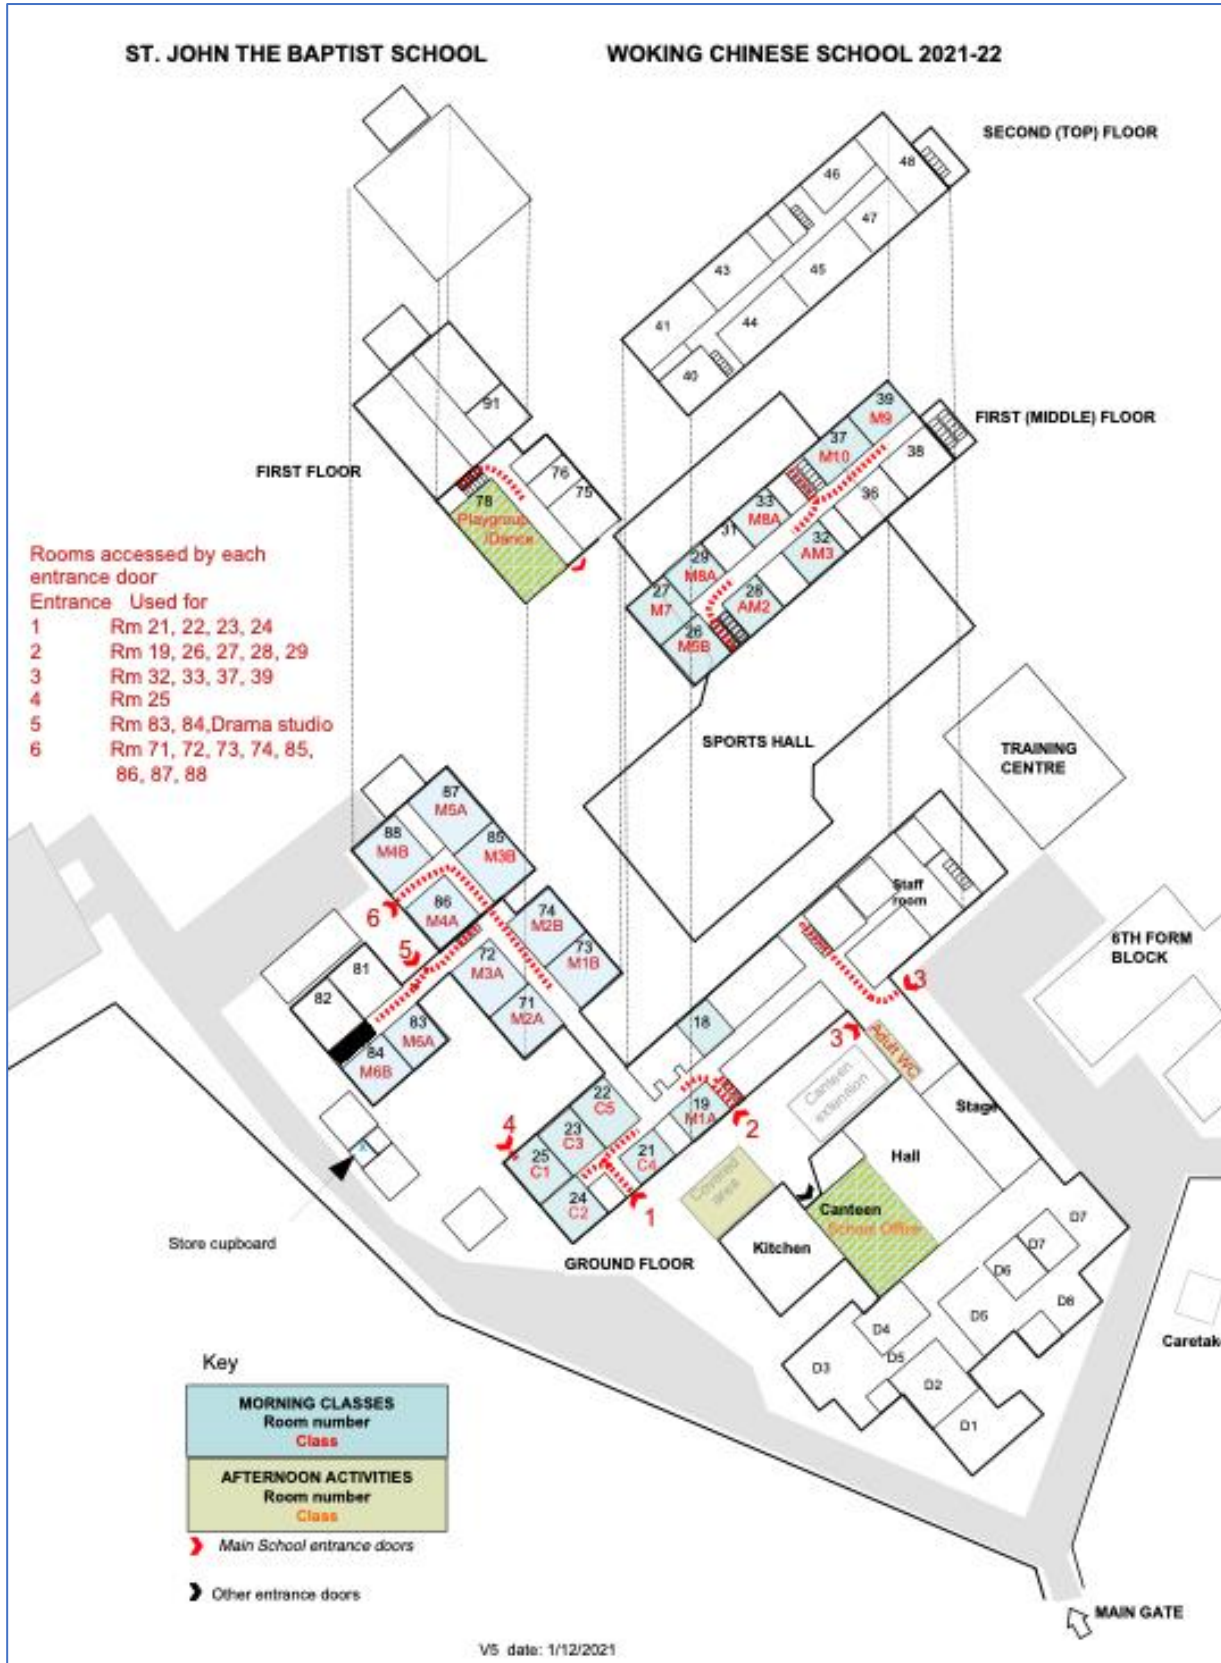 ST. JOHN THE BAPTIST SCHOOL
WOKING CHINESE SCHOOL 2021-22
SECOND (TOP) FLOOR
48
46
47
43
45
41
44
40
FIRST (MIDDLE) FLOOR
39
M9
37
M10
38
36
33
M8A
31
32
AM3
29
M8A
28
AM2
27
M7
26
M5B
91
FIRST FLOOR
76
75
78
Playgroup
/Dance
Rooms accessed by each
entrance door
Entrance Used for
1 Rm 21, 22, 23, 24
2 Rm 19, 26, 27, 28, 29
3 Rm 32, 33, 37, 39
4 Rm 25
5 Rm 83, 84,Drama studio
6 Rm 71, 72, 73, 74, 85,
86, 87, 88
SPORTS HALL
TRAINING
CENTRE
87
M5A
88
M4B
85
M3B
86
M4A
6
5
74
M2B
73
M1B
72
M3A
71
M2A
81
82
83
M6A
84
M6B
Staff
room
6TH FORM
BLOCK
3
3
Adult WC
18
Canteen
extension
Stage
Hall
22
C5
19
M1A
2
4
23
C3
25
C1
21
C4
24
C2
1
Covered
area
Canteen
School Office
Kitchen
GROUND FLOOR
Store cupboard
D7
D7
D6
D8
D6
D4
D5
D3
D2
D1
Caretak
Key
MORNING CLASSES
Room number
Class
AFTERNOON ACTIVITIES
Room number
Class
Main School entrance doors
Other entrance doors
MAIN GATE
V5 date: 1/12/2021